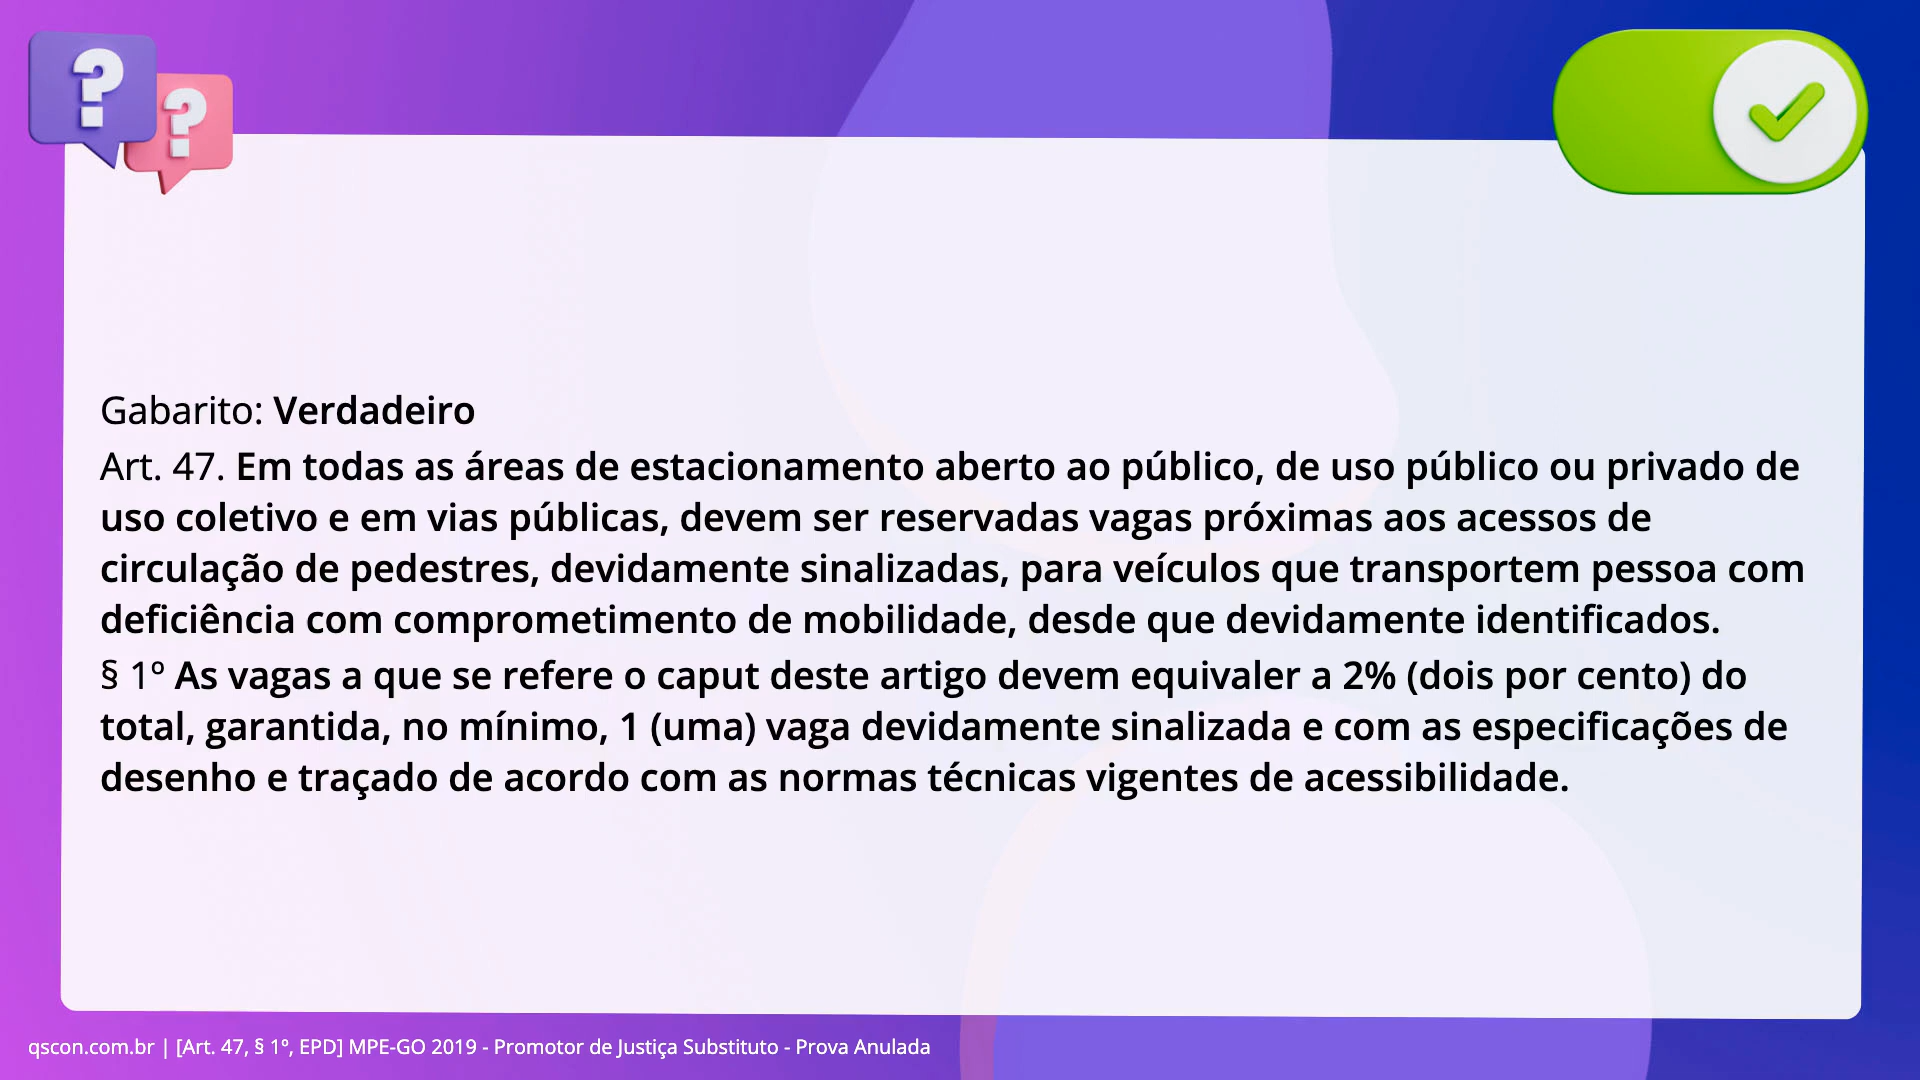 ?
?
Gabarito: Verdadeiro
Art. 47. Em todas as áreas de estacionamento aberto ao público, de uso público ou privado de
uso coletivo e em vias públicas, devem ser reservadas vagas próximas aos acessos de
circulação de pedestres, devidamente sinalizadas, para veículos que transportem pessoa com
deficiência com comprometimento de mobilidade, desde que devidamente identificados.
§ 1º As vagas a que se refere o caput deste artigo devem equivaler a 2% (dois por cento) do
total, garantida, no mínimo, 1 (uma) vaga devidamente sinalizada e com as especificações de
desenho e traçado de acordo com as normas técnicas vigentes de acessibilidade.
qscon.com.br | [Art. 47, § 1º, EPD] MPE-GO 2019 - Promotor de Justiça Substituto - Prova Anulada